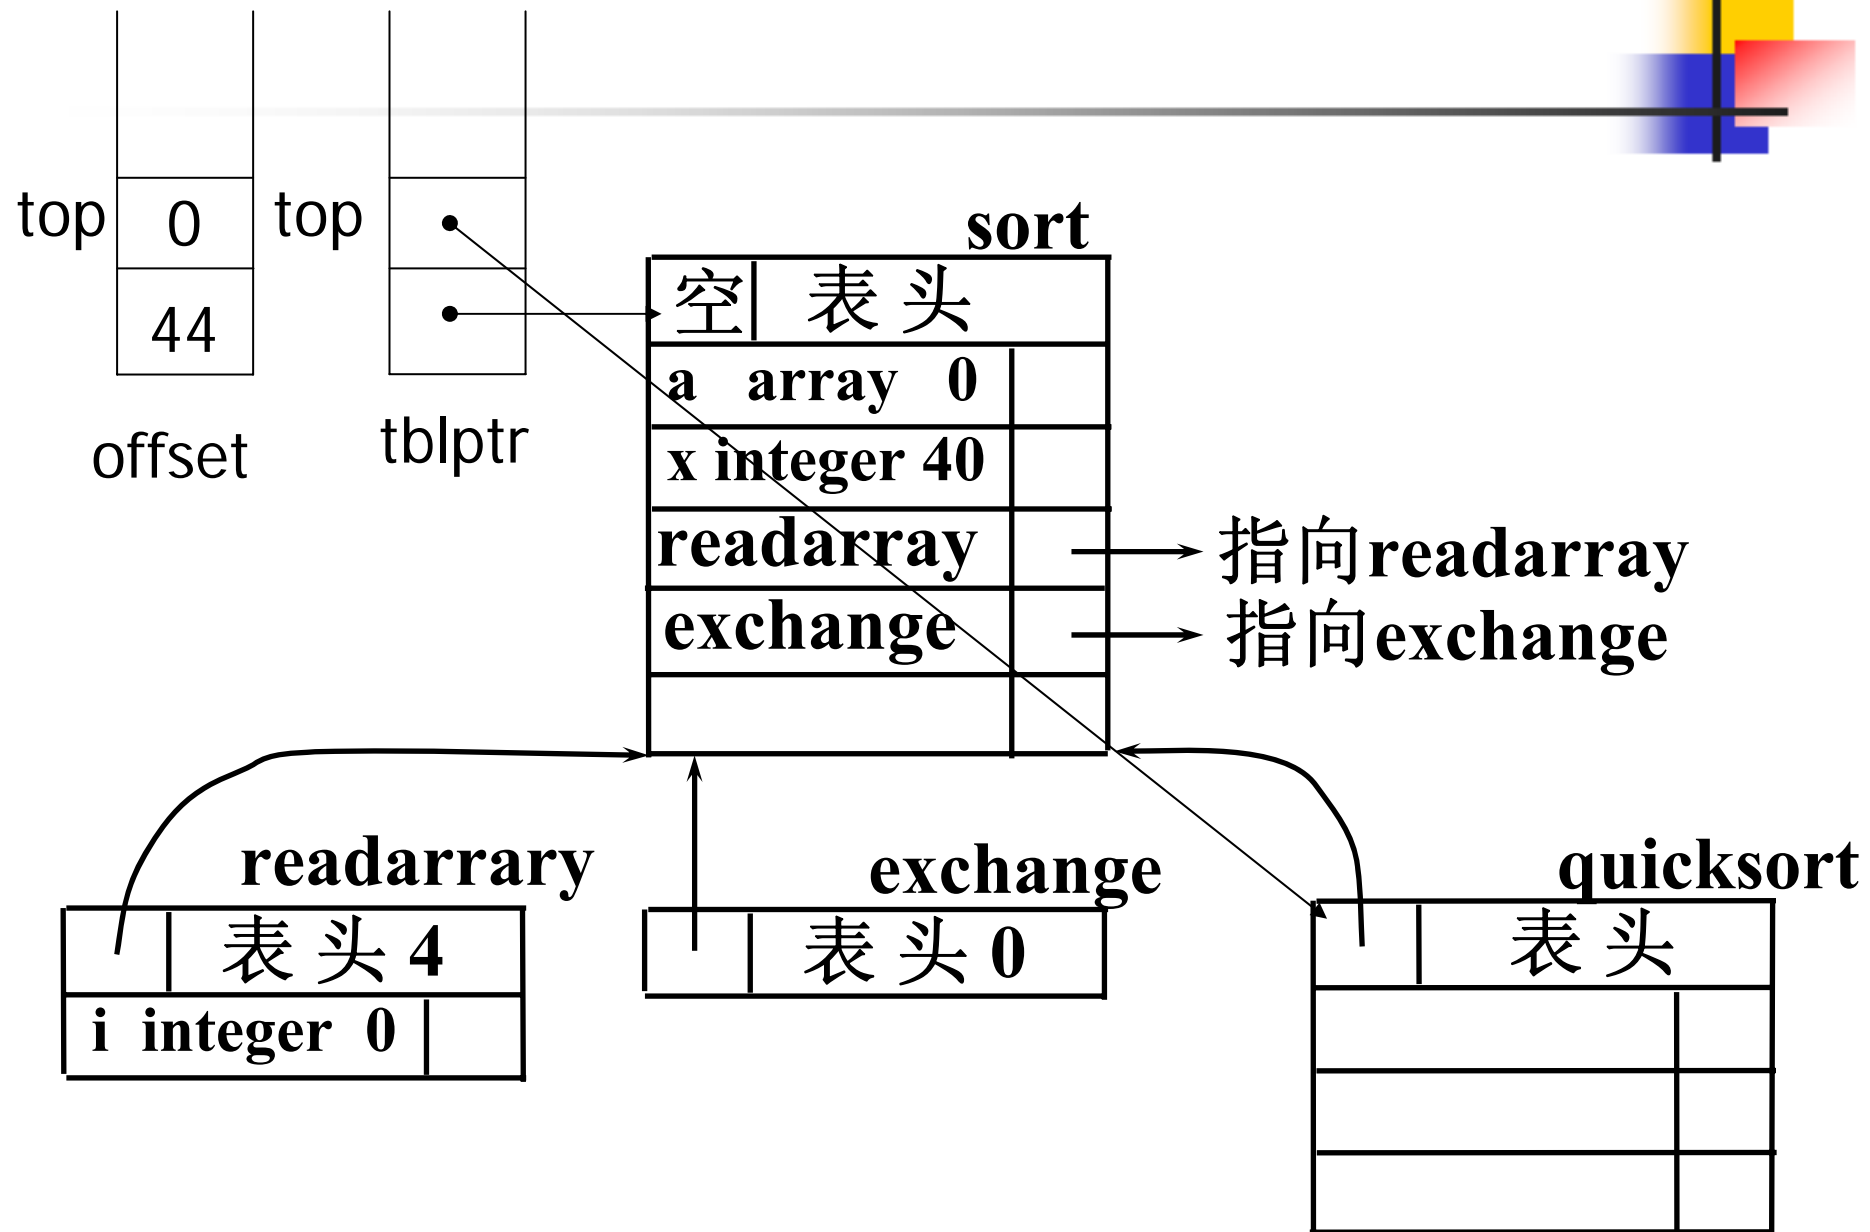 top 0 top
44
offset
tblptr
sort
空 表头
a array 0
x integer 40
readarray
指向readarray
exchange
指向exchange
readarrary
表头4
i integer 0
exchange
表头0
quicksort
表头